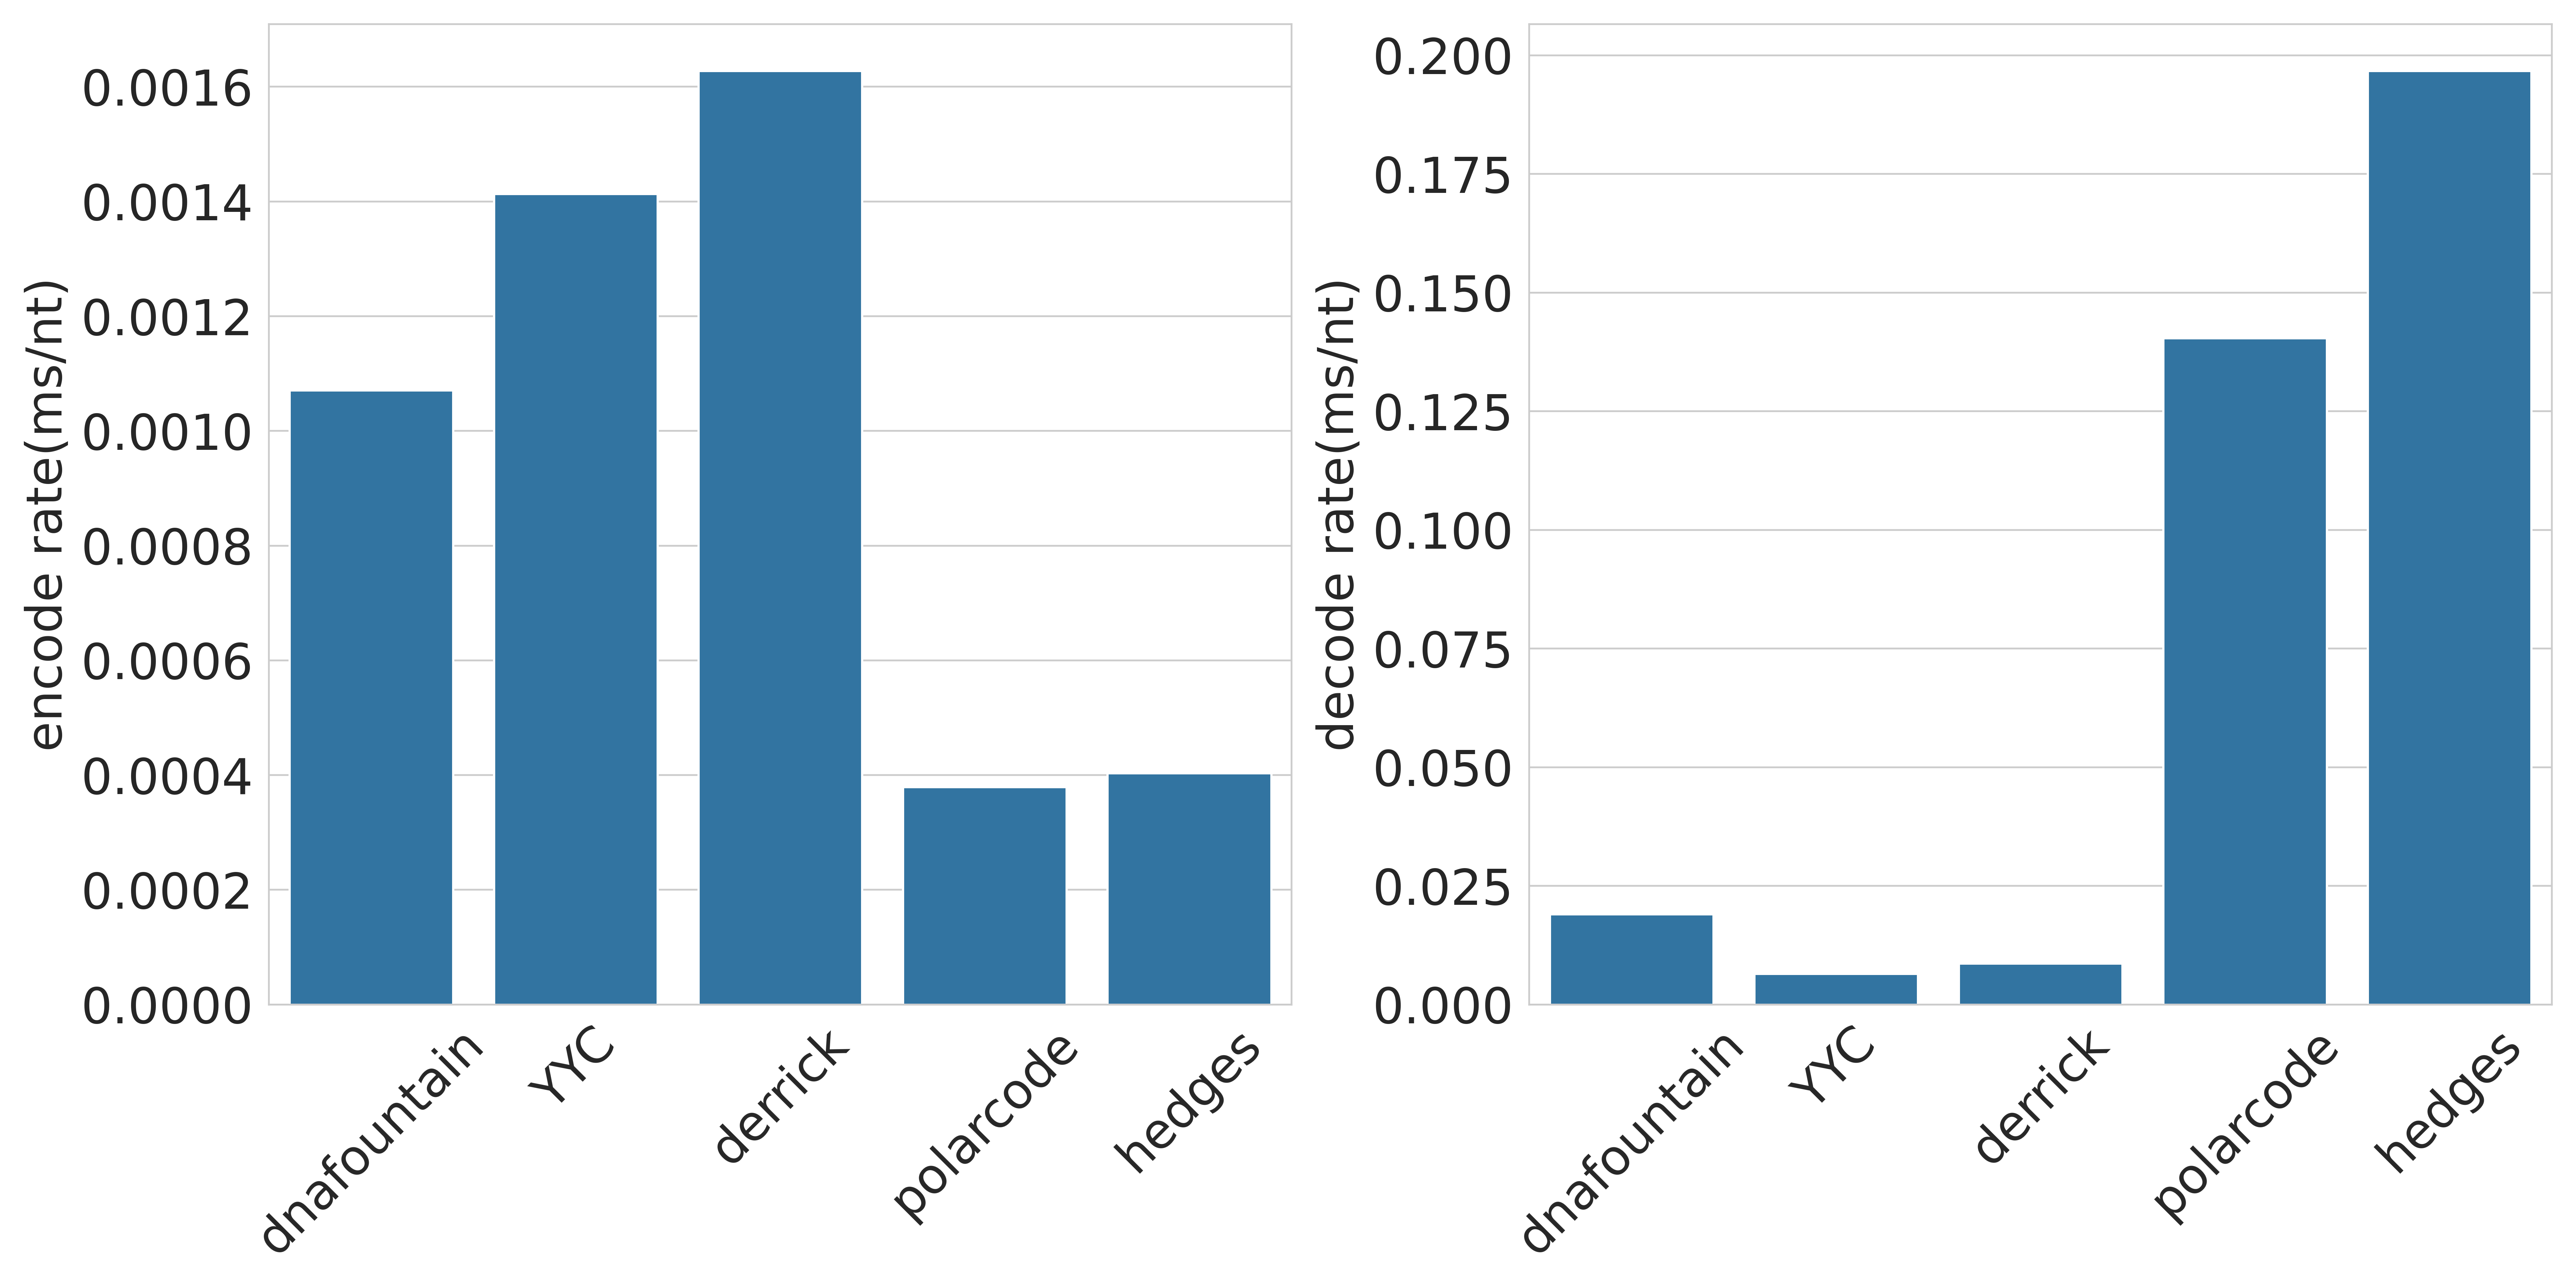 encode rate(ms/nt)
0.0016
0.0014
0.0012
0.0010
0.0008
0.0006
0.0004
0.0002
0.0000
dnafountain
YYC
derrick
polarcode
hedges
decode rate(ms/nt)
0.200
0.175
0.150
0.125
0.100
0.075
0.050
0.025
0.000
dnafountain
YYC
derrick
polarcode
hedges